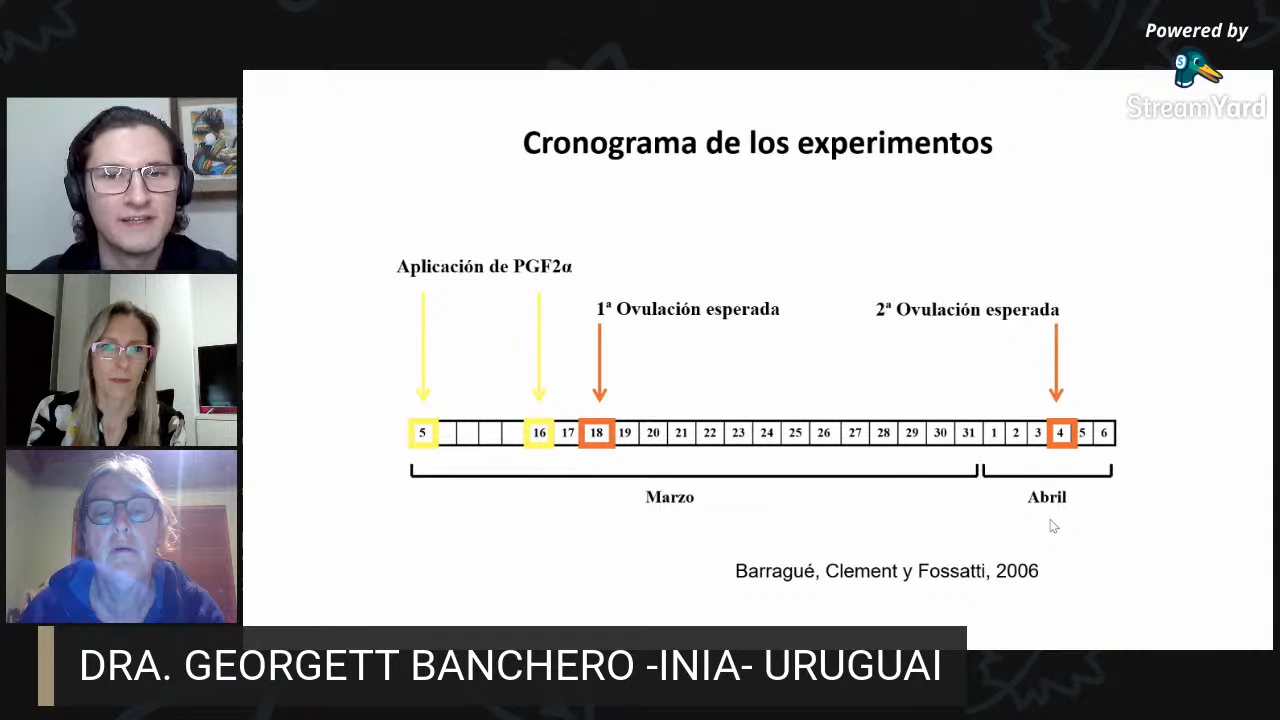 Powered by
StreamYard
Cronograma de los experimentos
Aplicación de PGF2α
1ª Ovulación esperada
2ª Ovulación esperada
5 16 17 18 19 20 21 22 23 24 25 26 27 28 29 30 31 1 2 3 4 5 6
Marzo
Abril
Barragué, Clement y Fossatti, 2006
DRA. GEORGETT BANCHERO -INIA- URUGUAI